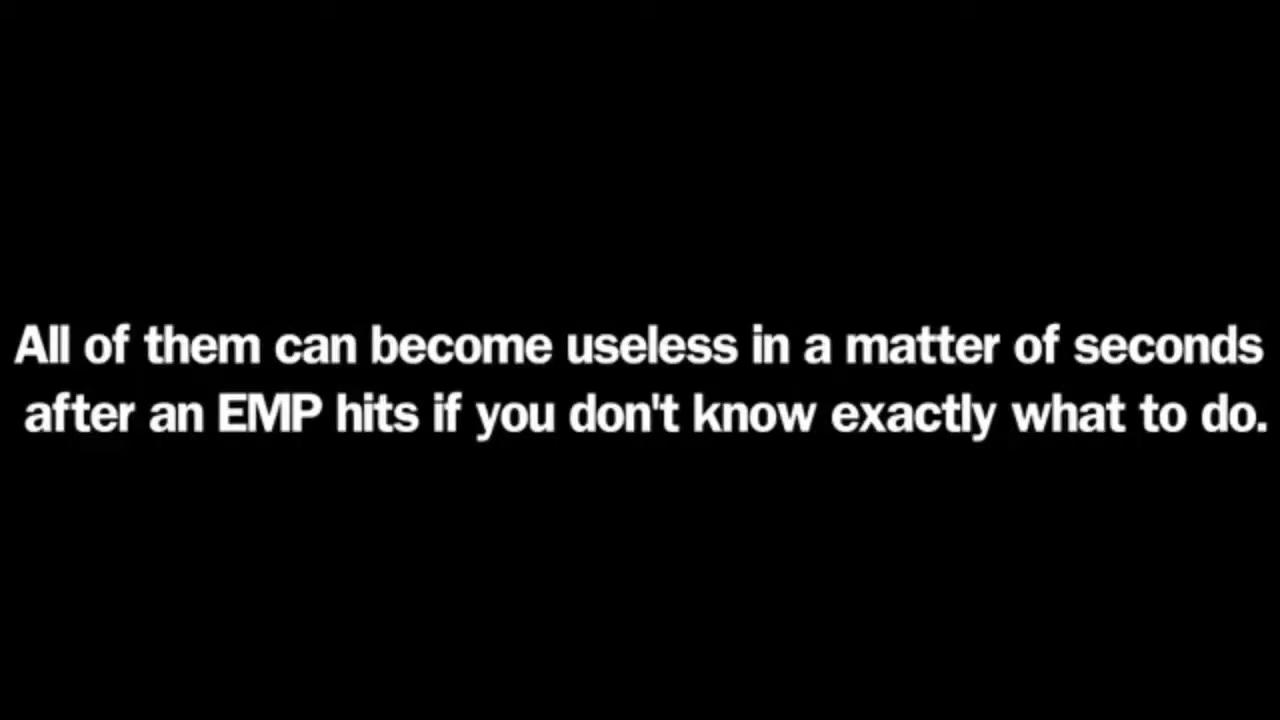 All of them can become useless in a matter of seconds
after an EMP hits if you don't know exactly what to do.